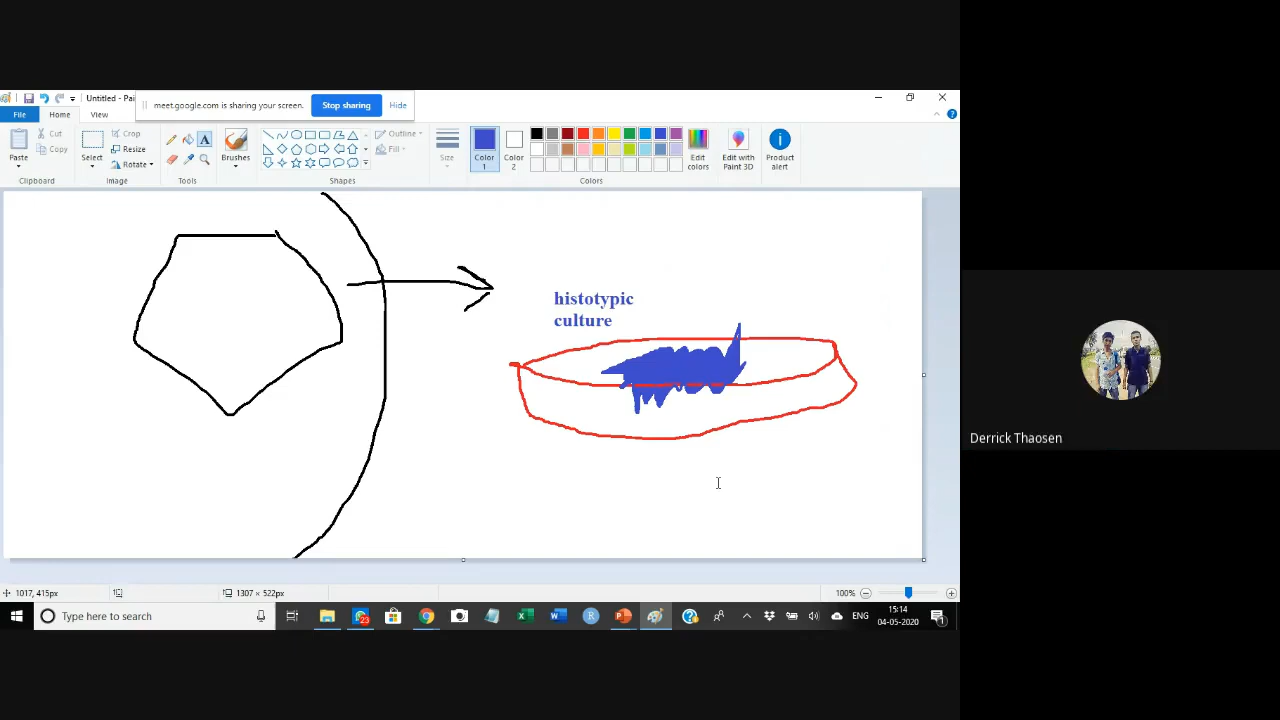 Untitled - Pai
meet.google.com is sharing your screen.
Stop sharing
Hide
File
Home
View
Paste
Cut
Copy
Clipboard
Select
Crop
Resize
Rotate
Image
Tools
Brushes
Shapes
Outline
Fill
Size
Color
1
Color
2
Edit
colors
Colors
Edit with
Paint 3D
Product
alert
histotypic
culture
Derrick Thaosen
1017, 415px
1307 × 522px
100%
Type here to search
23
ENG
15:14
04-05-2020
1